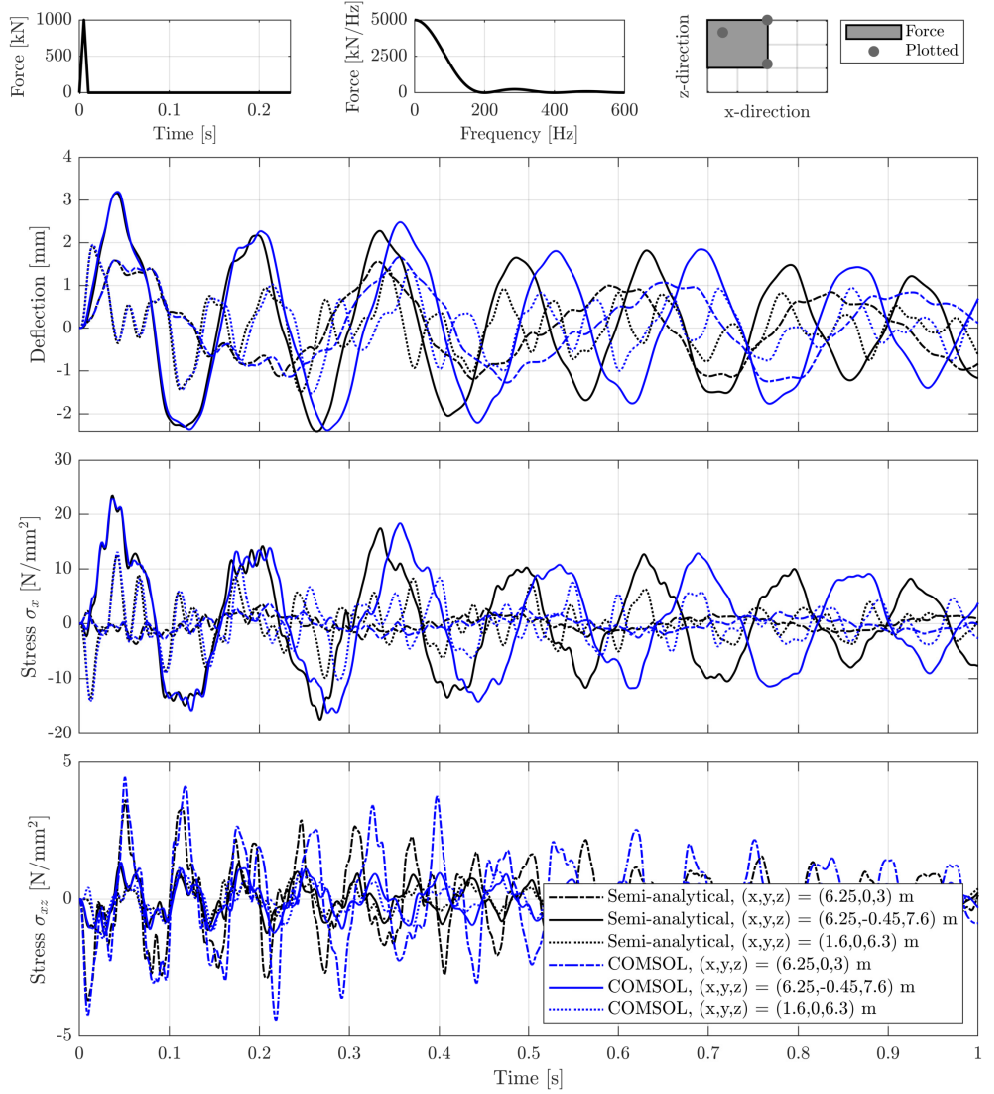 Force [kN]
1000
500
0
0
0.1
0.2
Time [s]
Force [kN/Hz]
5000
2500
0
0
200
400
600
Frequency [Hz]
z-direction
x-direction
Force
Plotted
Deflection [mm]
4
3
2
1
0
-1
-2
Stress σx [N/mm2]
30
20
10
0
-10
-20
Stress σxz [N/mm2]
5
0
-5
Semi-analytical, (x,y,z) = (6.25,0,3) m
Semi-analytical, (x,y,z) = (6.25,-0.45,7.6) m
Semi-analytical, (x,y,z) = (1.6,0,6.3) m
COMSOL, (x,y,z) = (6.25,0,3) m
COMSOL, (x,y,z) = (6.25,-0.45,7.6) m
COMSOL, (x,y,z) = (1.6,0,6.3) m
0 0.1 0.2 0.3 0.4 0.5 0.6 0.7 0.8 0.9 1
Time [s]